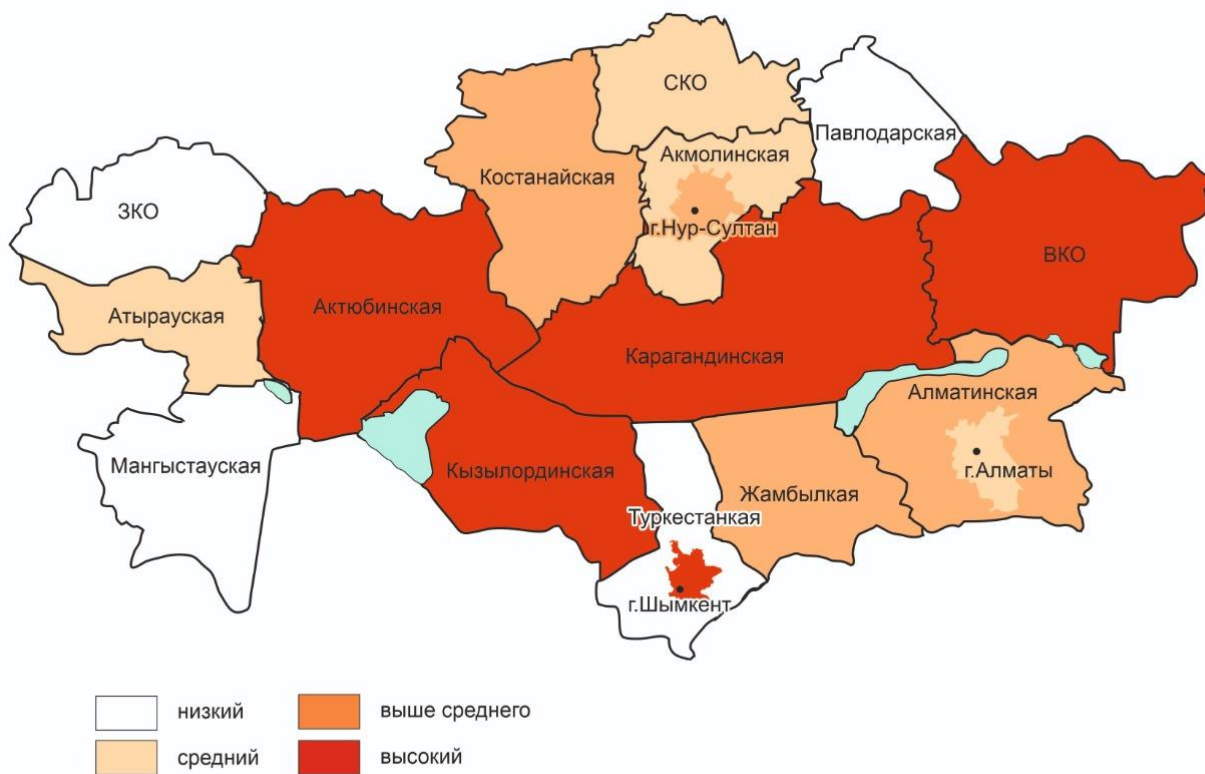 СКО
Павлодарская
Акмолинская
Костанайская
ЗКО
г.Нур-Султан
ВКО
Актюбинская
Атырауская
Карагандинская
Алматинская
Мангыстауская
Кызылординская
г.Алматы
Жамбылкая
Туркестанкая
г.Шымкент
низкий
выше среднего
средний
высокий